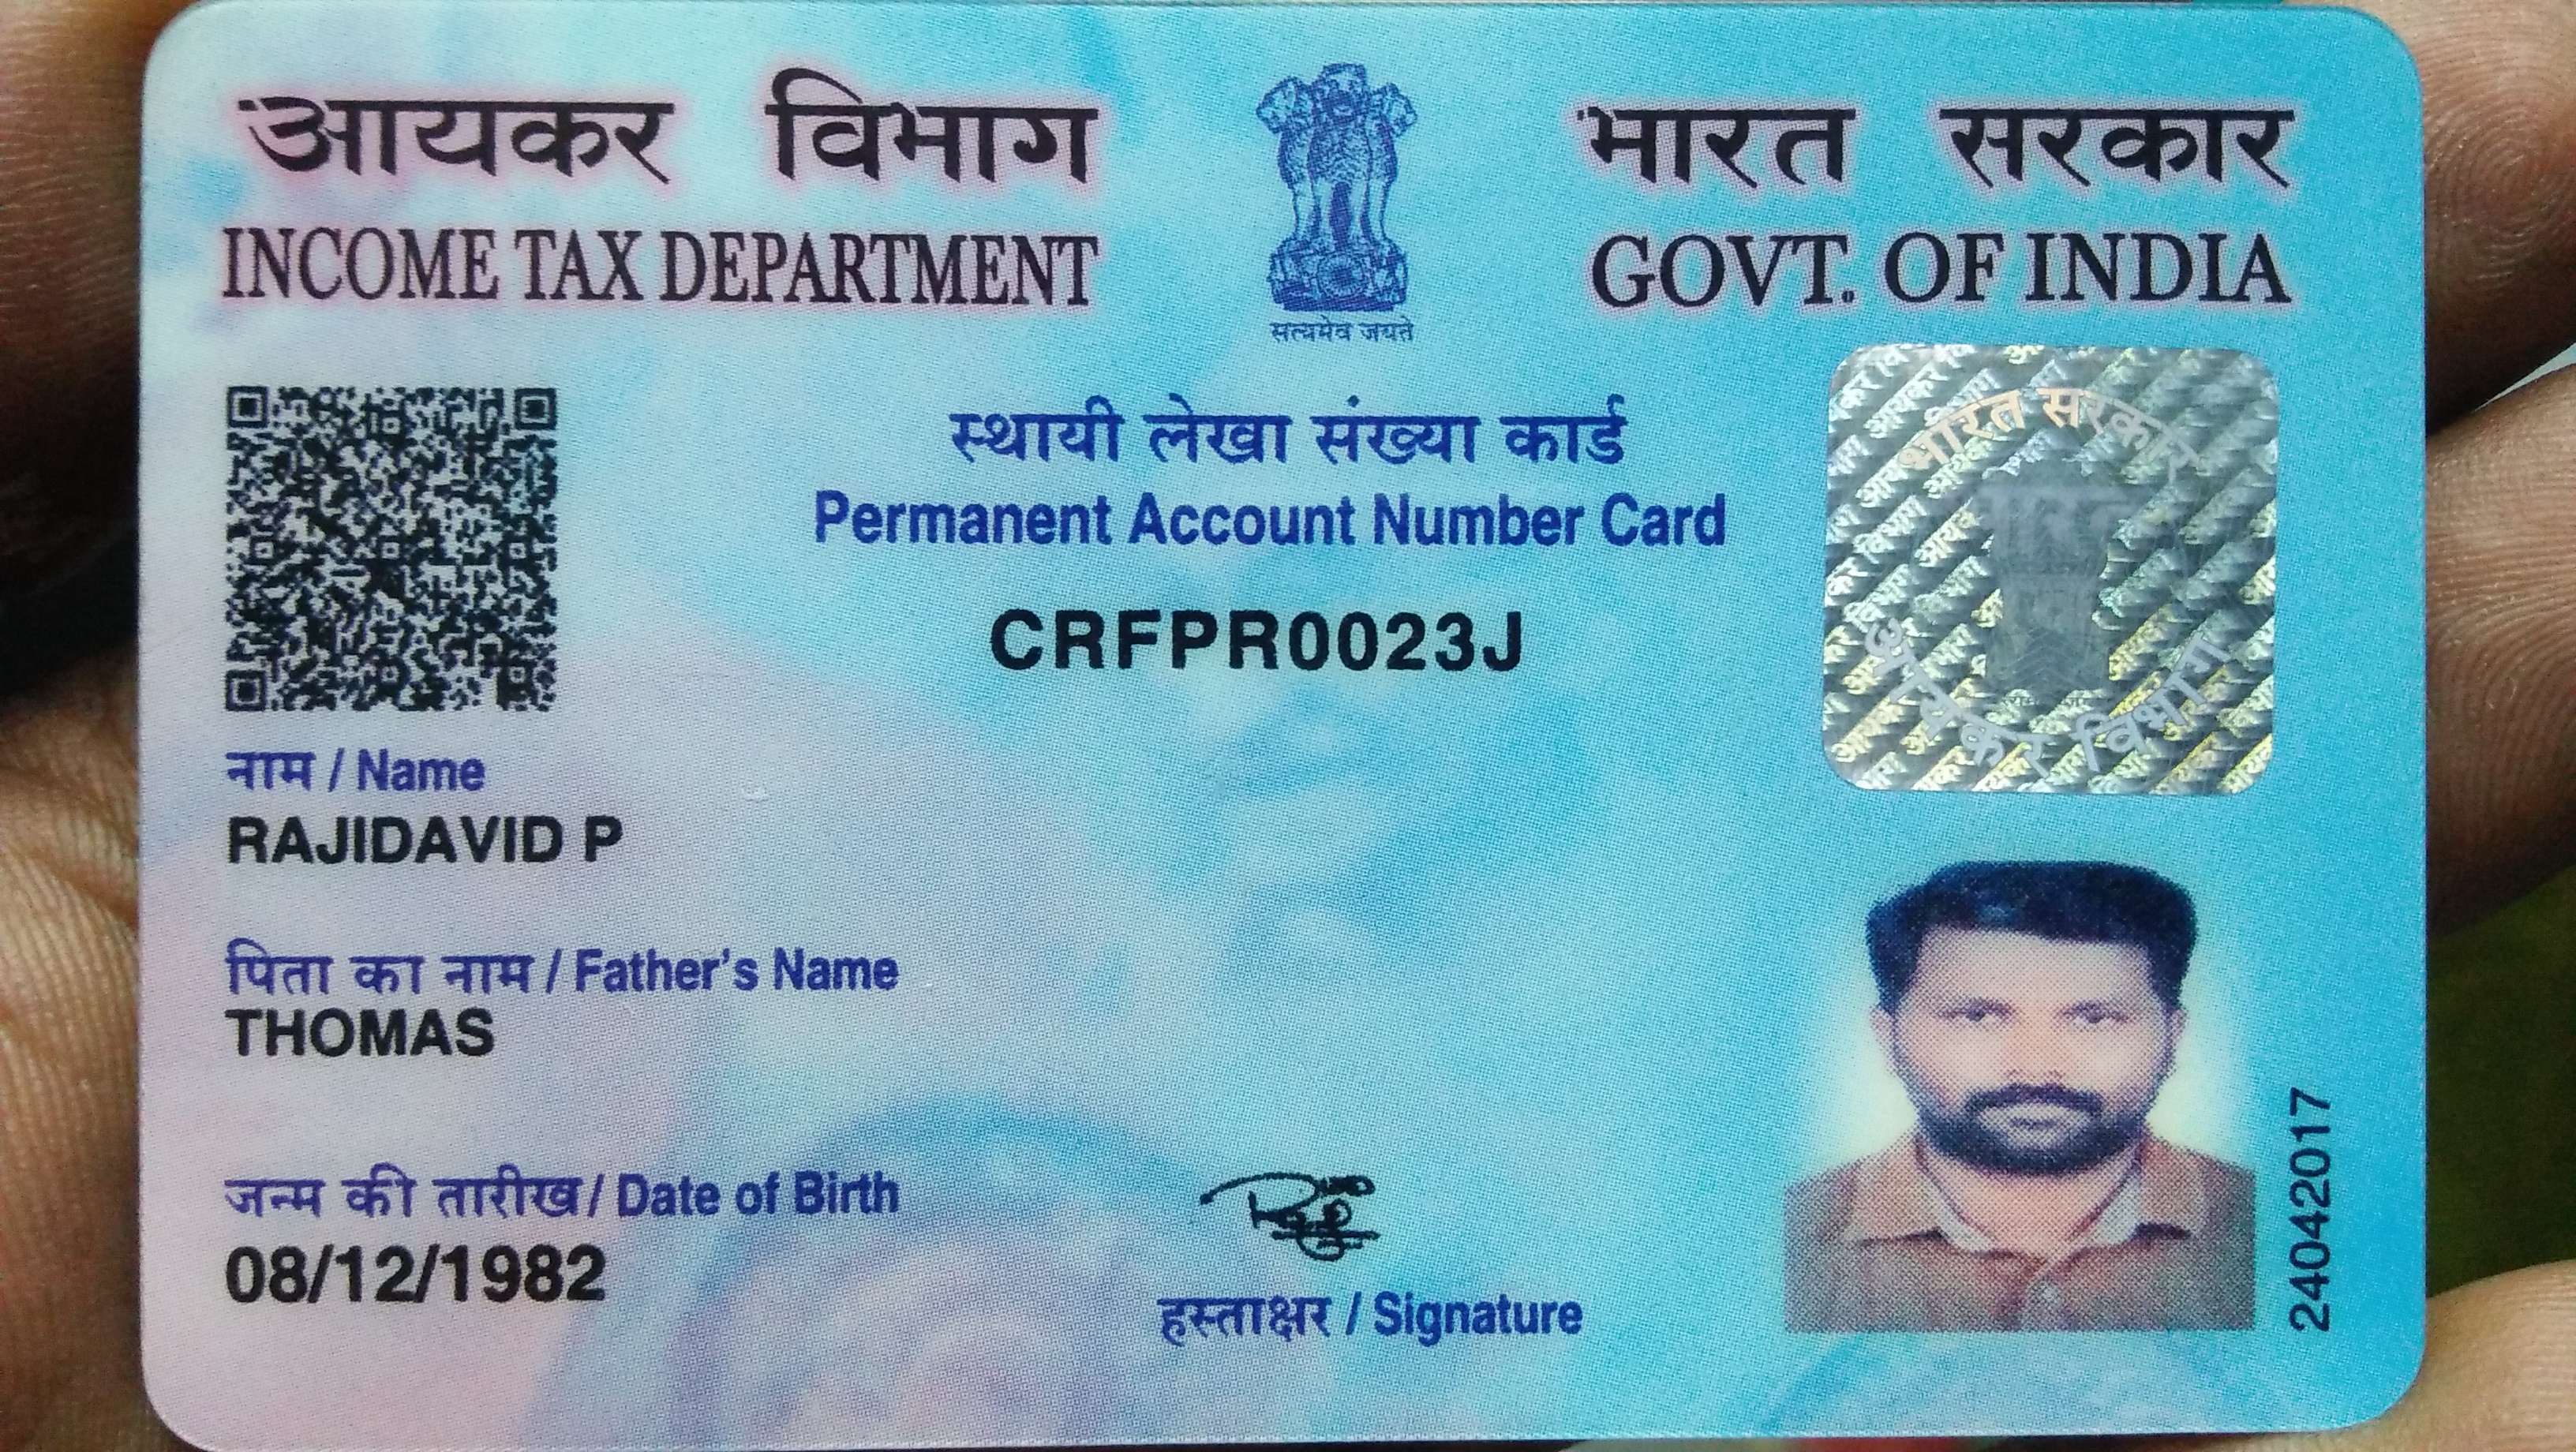 आयकर विभाग
INCOME TAX DEPARTMENT
सत्यमेव जयते
भारत सरकार
GOVT. OF INDIA
स्थायी लेखा संख्या कार्ड
Permanent Account Number Card
CRFPR0023J
भारत सरकार
आयकर विभाग
नाम / Name
RAJIDAVID P
पिता का नाम / Father's Name
THOMAS
जन्म की तारीख / Date of Birth
08/12/1982
हस्ताक्षर / Signature
24042017